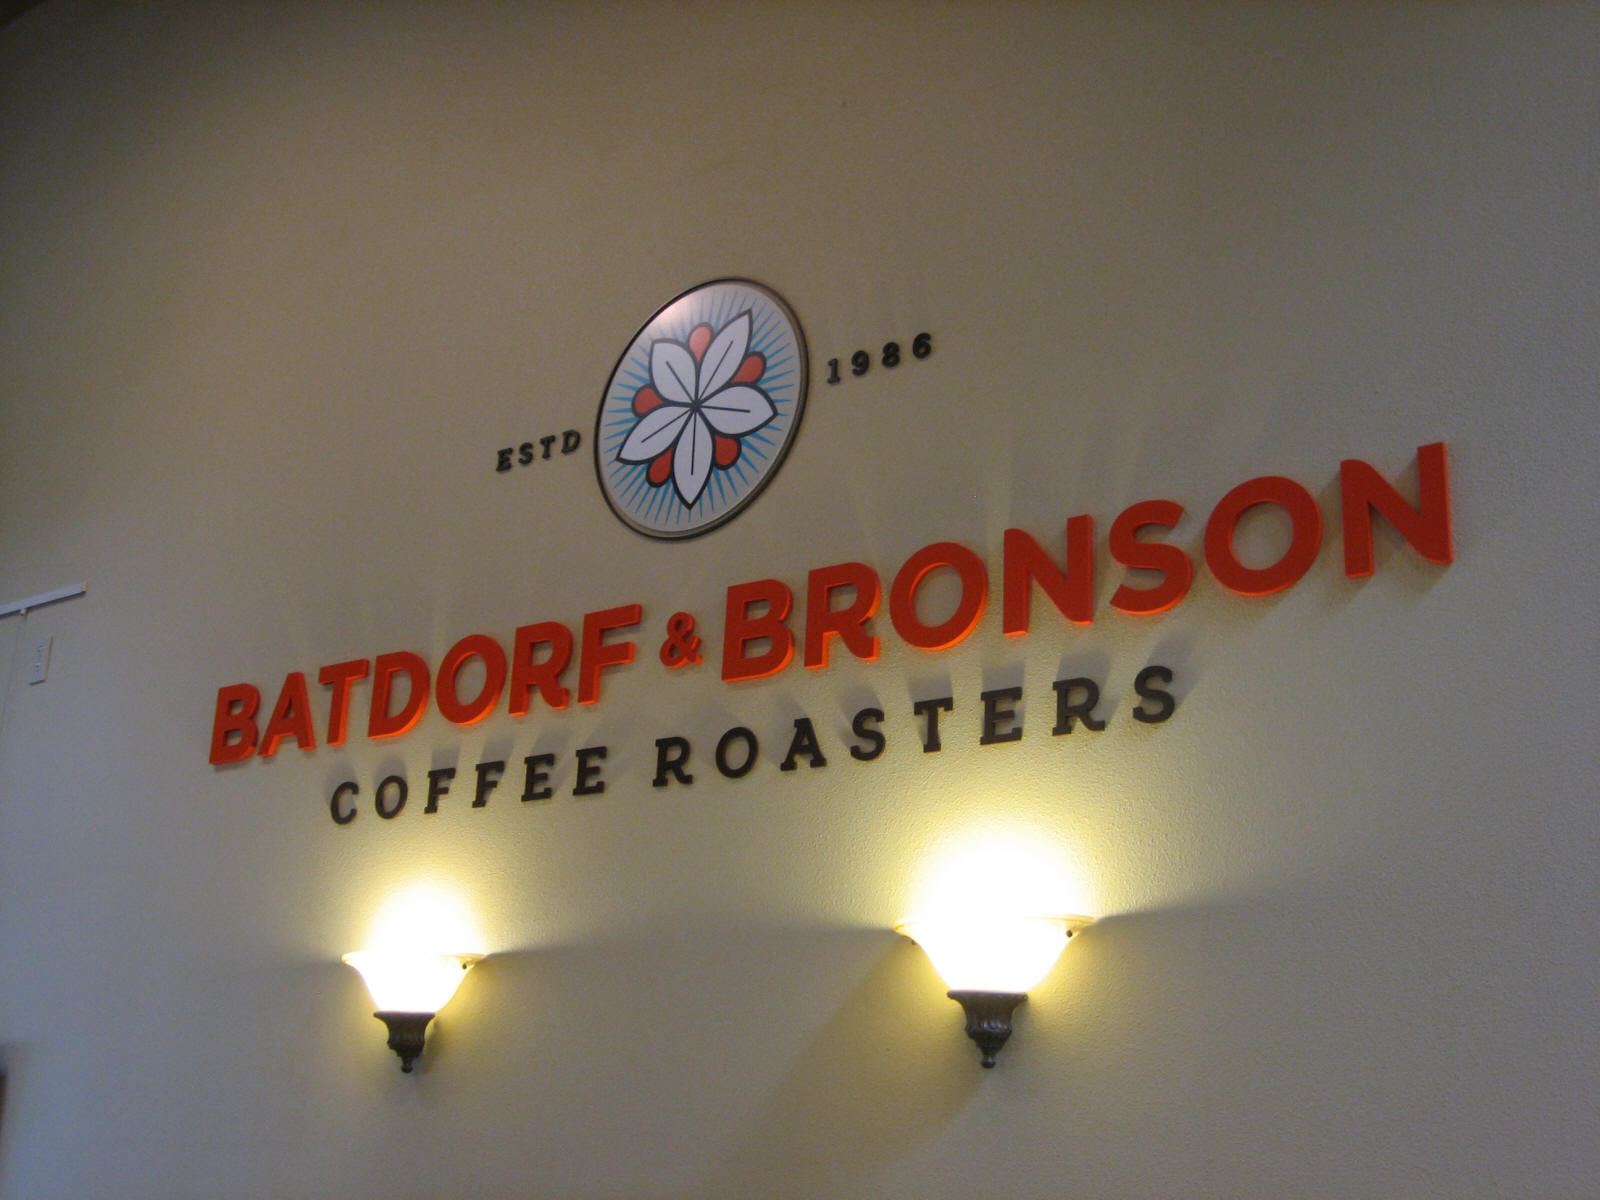 ESTD 1986
BATDORF & BRONSON
COFFEE ROASTERS